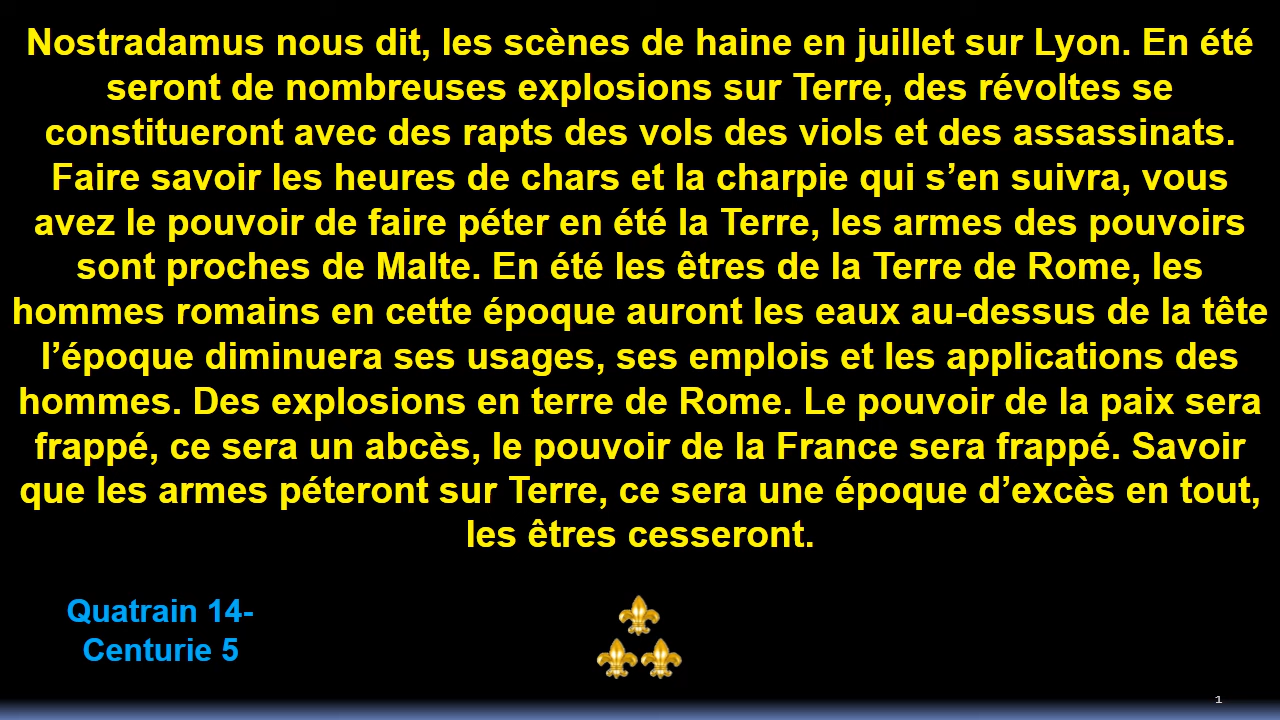 Nostradamus nous dit, les scènes de haine en juillet sur Lyon. En été
seront de nombreuses explosions sur Terre, des révoltes se
constitueront avec des rapts des vols des viols et des assassinats.
Faire savoir les heures de chars et la charpie qui s’en suivra, vous
avez le pouvoir de faire péter en été la Terre, les armes des pouvoirs
sont proches de Malte. En été les êtres de la Terre de Rome, les
hommes romains en cette époque auront les eaux au-dessus de la tête
l’époque diminuera ses usages, ses emplois et les applications des
hommes. Des explosions en terre de Rome. Le pouvoir de la paix sera
frappé, ce sera un abcès, le pouvoir de la France sera frappé. Savoir
que les armes péteront sur Terre, ce sera une époque d’excès en tout,
les êtres cesseront.
Quatrain 14-
Centurie 5
1